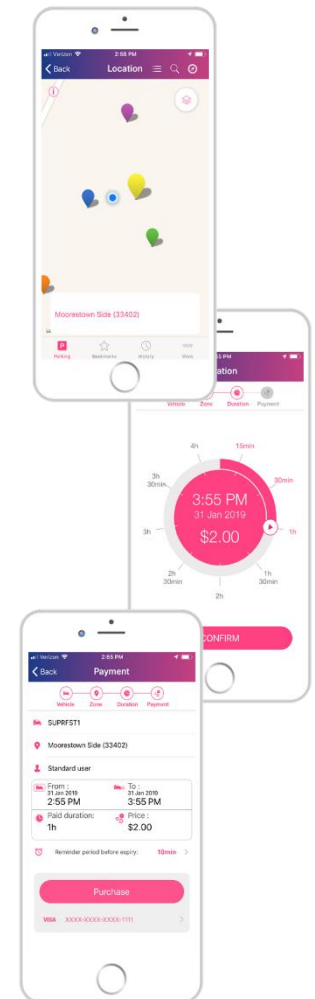 Verizon 2:58 PM
Back Location
Moorestown Side (33402)
Parking Bookmarks History More
Vehicle Zone Duration Payment
4h 15min
3h 30min 30min
3:55 PM
31 Jan 2019
$2.00
3h 1h
2h 30min 1h 30min
2h
CONFIRM
Verizon 2:55 PM
Back Payment
Vehicle Zone Duration Payment
SUPRFST1
Moorestown Side (33402)
Standard user
From : To :
31 Jan 2019 31 Jan 2019
2:55 PM 3:55 PM
Paid duration: Price :
1h $2.00
Reminder period before expiry: 10min
Purchase
VISA XXXX-XXXX-XXXX-1111